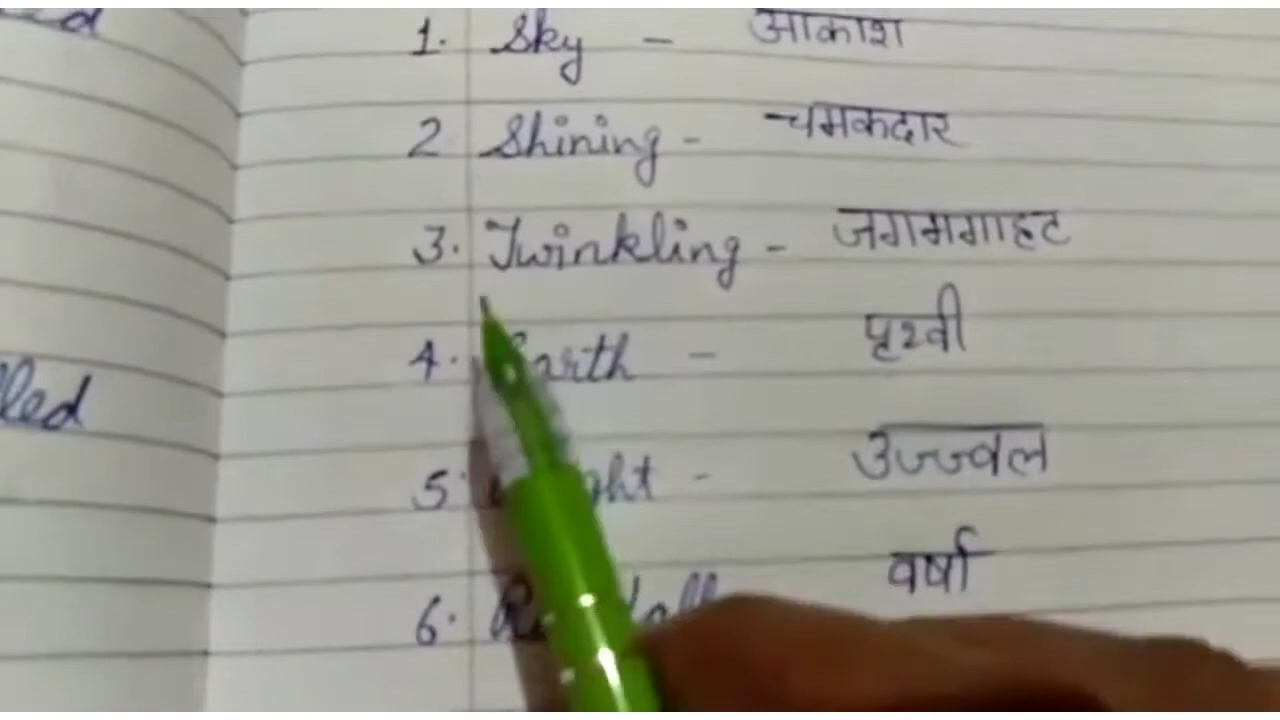 1. Sky - आकाश
2 Shining - चमकदार
3. Twinkling - जगमगाहट
4. - पृथ्वी
5. - उज्ज्वल
6. वर्षा